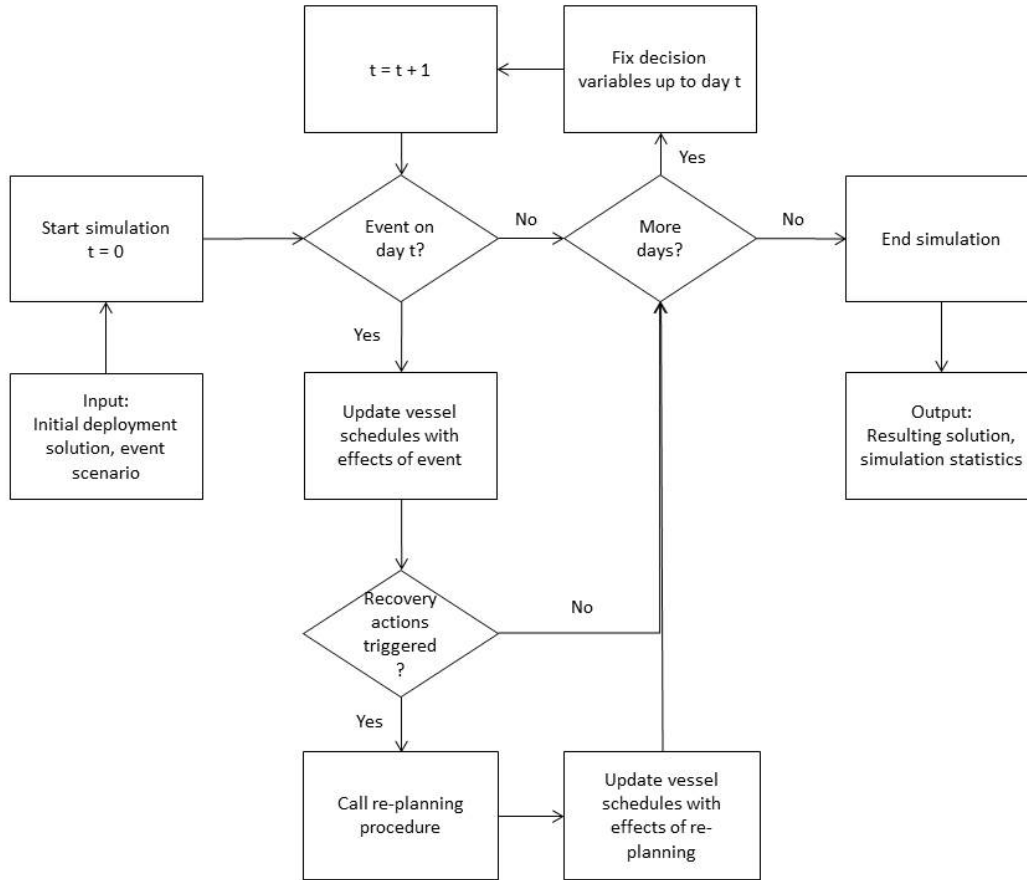 t = t + 1
Fix decision
variables up to day t
Yes
Start simulation
t = 0
Event on
day t?
No
More
days?
No
End simulation
Yes
Input:
Initial deployment
solution, event
scenario
Update vessel
schedules with
effects of event
Output:
Resulting solution,
simulation statistics
Recovery
actions
triggered
?
No
Yes
Call re-planning
procedure
Update vessel
schedules with
effects of re-
planning